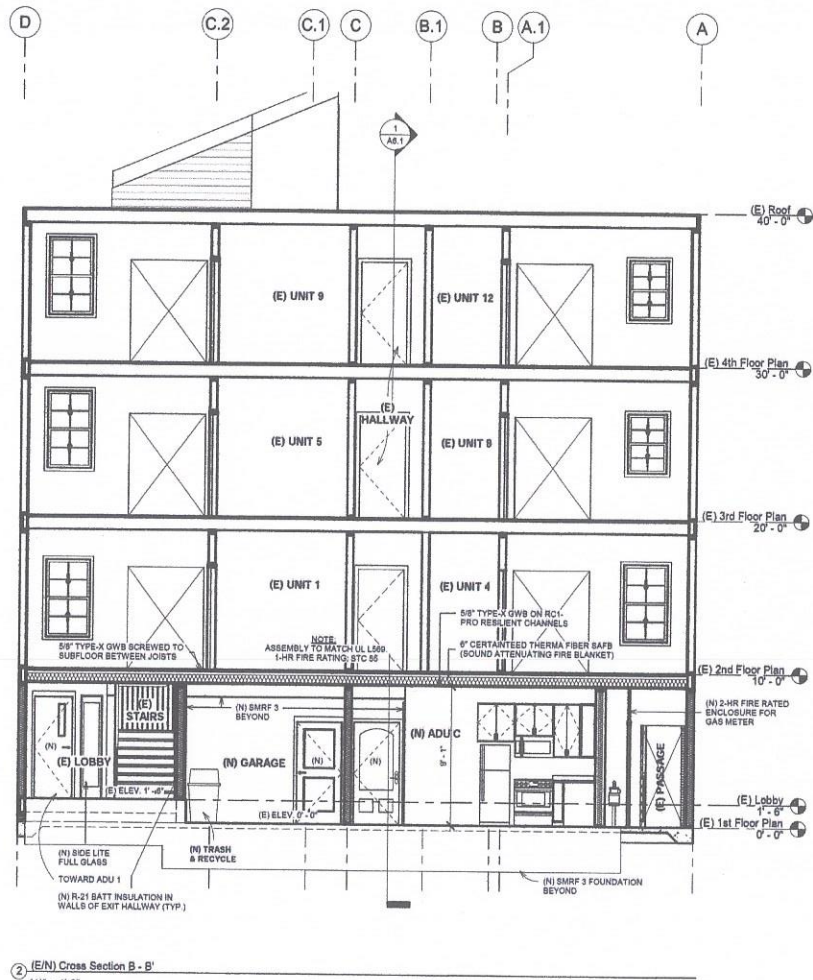 D
C.2
C.1
C
B.1
B
A.1
A
1
A6.1
(E) Roof
40' - 0"
(E) UNIT 9
(E) UNIT 12
(E) 4th Floor Plan
30' - 0"
(E)
HALLWAY
(E) UNIT 5
(E) UNIT 8
(E) 3rd Floor Plan
20' - 0"
(E) UNIT 1
(E) UNIT 4
5/8" TYPE-X GWB ON RC1-
PRO RESILIENT CHANNELS
NOTE:
ASSEMBLY TO MATCH UL L569
1-HR FIRE RATING; STC 55
5/8" TYPE-X GWB SCREWED TO
SUBFLOOR BETWEEN JOISTS
6" CERTAINTEED THERMA FIBER SAFB
(SOUND ATTENUATING FIRE BLANKET)
(E) 2nd Floor Plan
10' - 0"
(E)
STAIRS
(N) SMRF 3
BEYOND
(N) 2-HR FIRE RATED
ENCLOSURE FOR
GAS METER
(N)
(E) LOBBY
(N) GARAGE
(N)
(N)
(N) ADU C
9' - 1"
(E) PASSAGE
(E) ELEV. 1' - 6"
(E) ELEV. 0' - 0"
(E) Lobby
1' - 6"
(E) 1st Floor Plan
0' - 0"
(N) SIDE LITE
FULL GLASS
(N) TRASH
& RECYCLE
TOWARD ADU 1
(N) R-21 BATT INSULATION IN
WALLS OF EXIT HALLWAY (TYP.)
(N) SMRF 3 FOUNDATION
BEYOND
2 (E/N) Cross Section B - B'